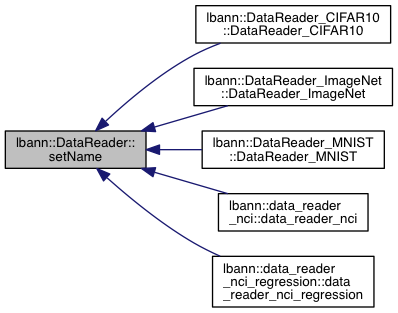 lbann::DataReader_CIFAR10
::DataReader_CIFAR10
lbann::DataReader_ImageNet
::DataReader_ImageNet
lbann::DataReader::
setName
lbann::DataReader_MNIST
::DataReader_MNIST
lbann::data_reader
_nci::data_reader_nci
lbann::data_reader
_nci_regression::data
_reader_nci_regression